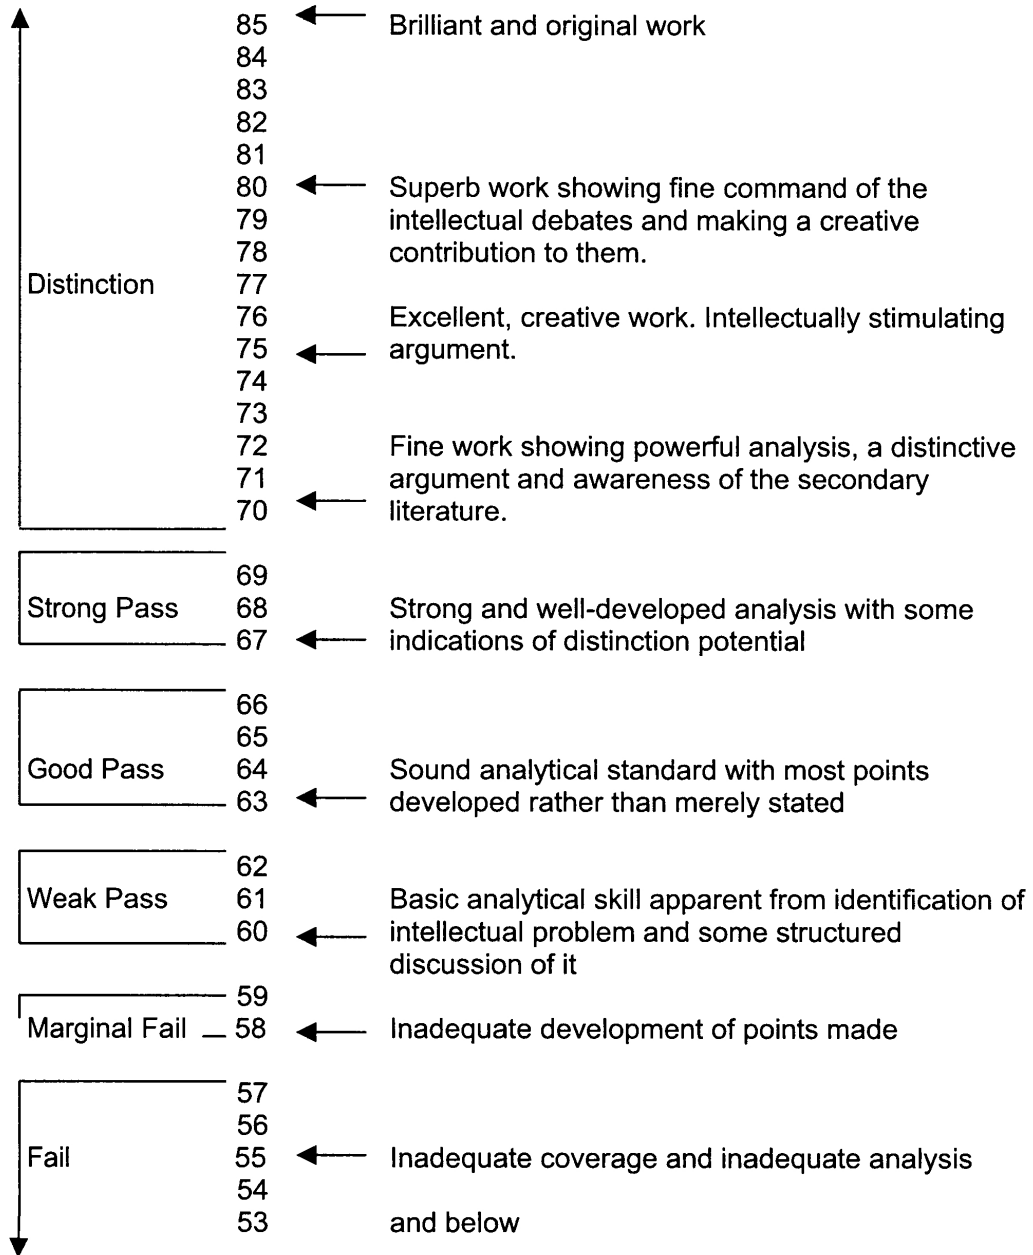 85 Brilliant and original work
84
83
82
81
80 Superb work showing fine command of the
79 intellectual debates and making a creative
78 contribution to them.
Distinction 77
76 Excellent, creative work. Intellectually stimulating
75 argument.
74
73
72 Fine work showing powerful analysis, a distinctive
71 argument and awareness of the secondary
70 literature.
69
Strong Pass 68 Strong and well-developed analysis with some
67 indications of distinction potential
66
65
Good Pass 64 Sound analytical standard with most points
63 developed rather than merely stated
62
Weak Pass 61 Basic analytical skill apparent from identification of
60 intellectual problem and some structured
discussion of it
59
Marginal Fail 58 Inadequate development of points made
57
56
Fail 55 Inadequate coverage and inadequate analysis
54
53 and below